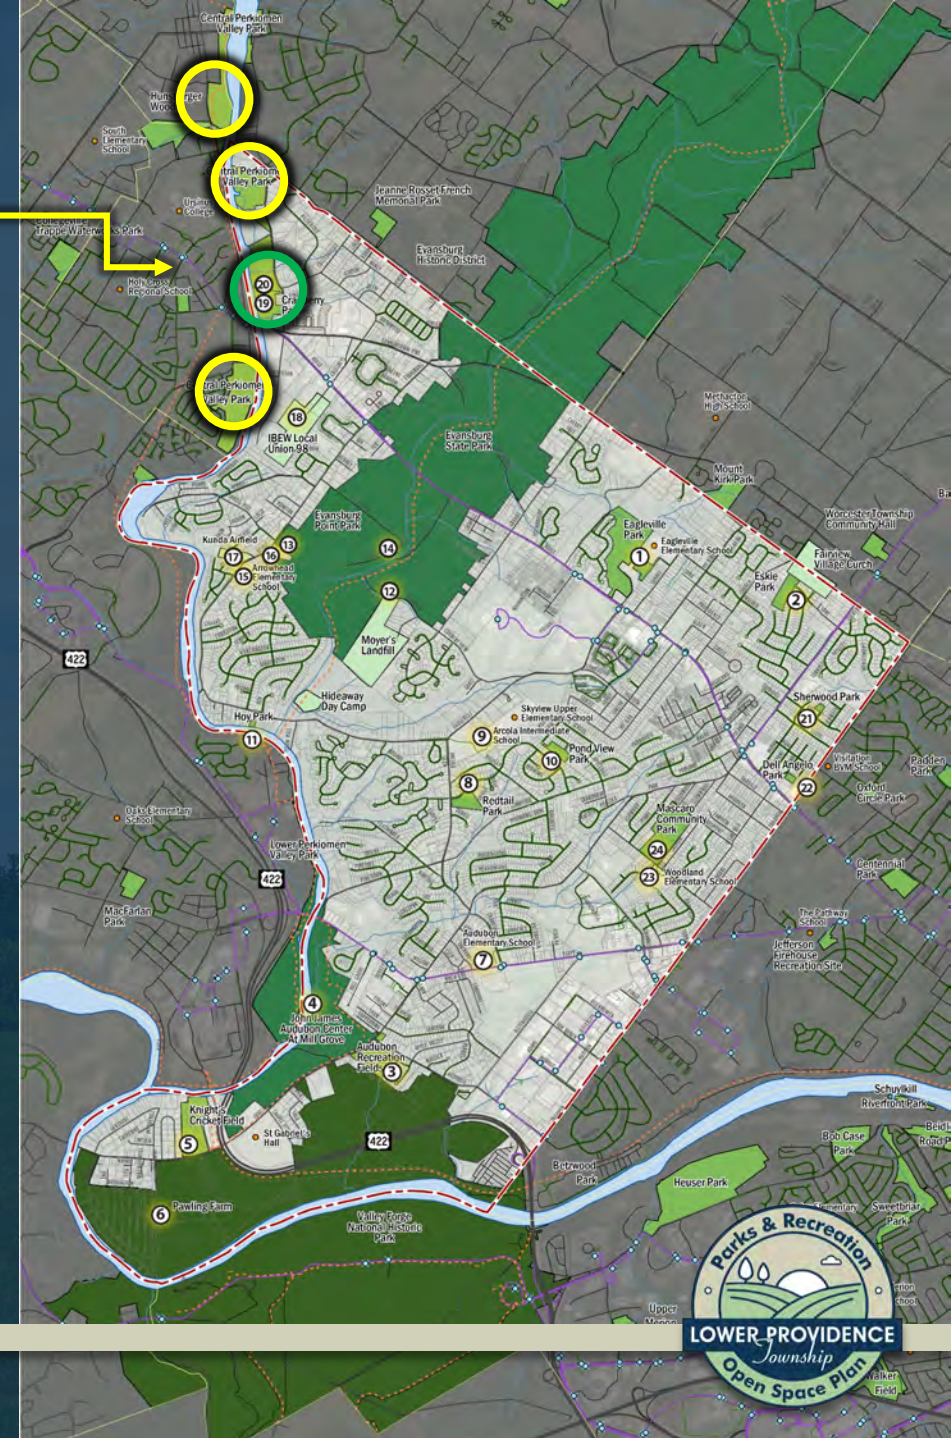 Central Perkiomen
Valley Park
South
Elementary
School
Valley Park
Ursinus
College
Jeanne Rosset French
Memorial Park
Trappe Waterworks Park
Evansburg
Historic District
Holy Cross
Regional School
20
19
Central Perkiomen
Valley Park
18
IBEW Local
Union 98
Evansburg
State Park
Methacton
High School
Mount
Kirk Park
Worcester Township
Community Hall
Evansburg
Point Park
Eagleville
Park
1
Eagleville
Elementary School
Fairview
Village Curch
Eskie
Park
2
Kunda Airfield
17
16
13
15
Arrowhead
Elementary
School
14
12
Moyer's
Landfill
422
Hideaway
Day Camp
Hoy Park
11
Sherwood Park
21
Skyview Upper
Elementary School
9
Arcola Intermediate
School
10
Pond View
Park
8
Redtail
Park
Dell Angelo
Park
22
Visitation
BVM School
Padden
Park
Oxford
Circle Park
Oaks Elementary
School
Mascaro
Community
Park
24
23
Woodland
Elementary School
Lower Perkiomen
Valley Park
422
Centennial
Park
MacFarlan
Park
The Pathway
School
Jefferson
Firehouse
Recreation Site
Audubon
Elementary School
7
4
John James
Audubon Center
At Mill Grove
Audubon
Recreation
Fields
3
Knight's
Cricket Field
5
St Gabriel's
Hall
422
Schuylkill
Riverfront Park
Bob Case
Park
Betzwood
Park
Heuser Park
6
Pawling Farm
Valley Forge
National Historic
Park
Sweetbriar
Park
Upper
Merion
Parks & Recreation
LOWER PROVIDENCE
Township
Open Space Plan
Walker
Field